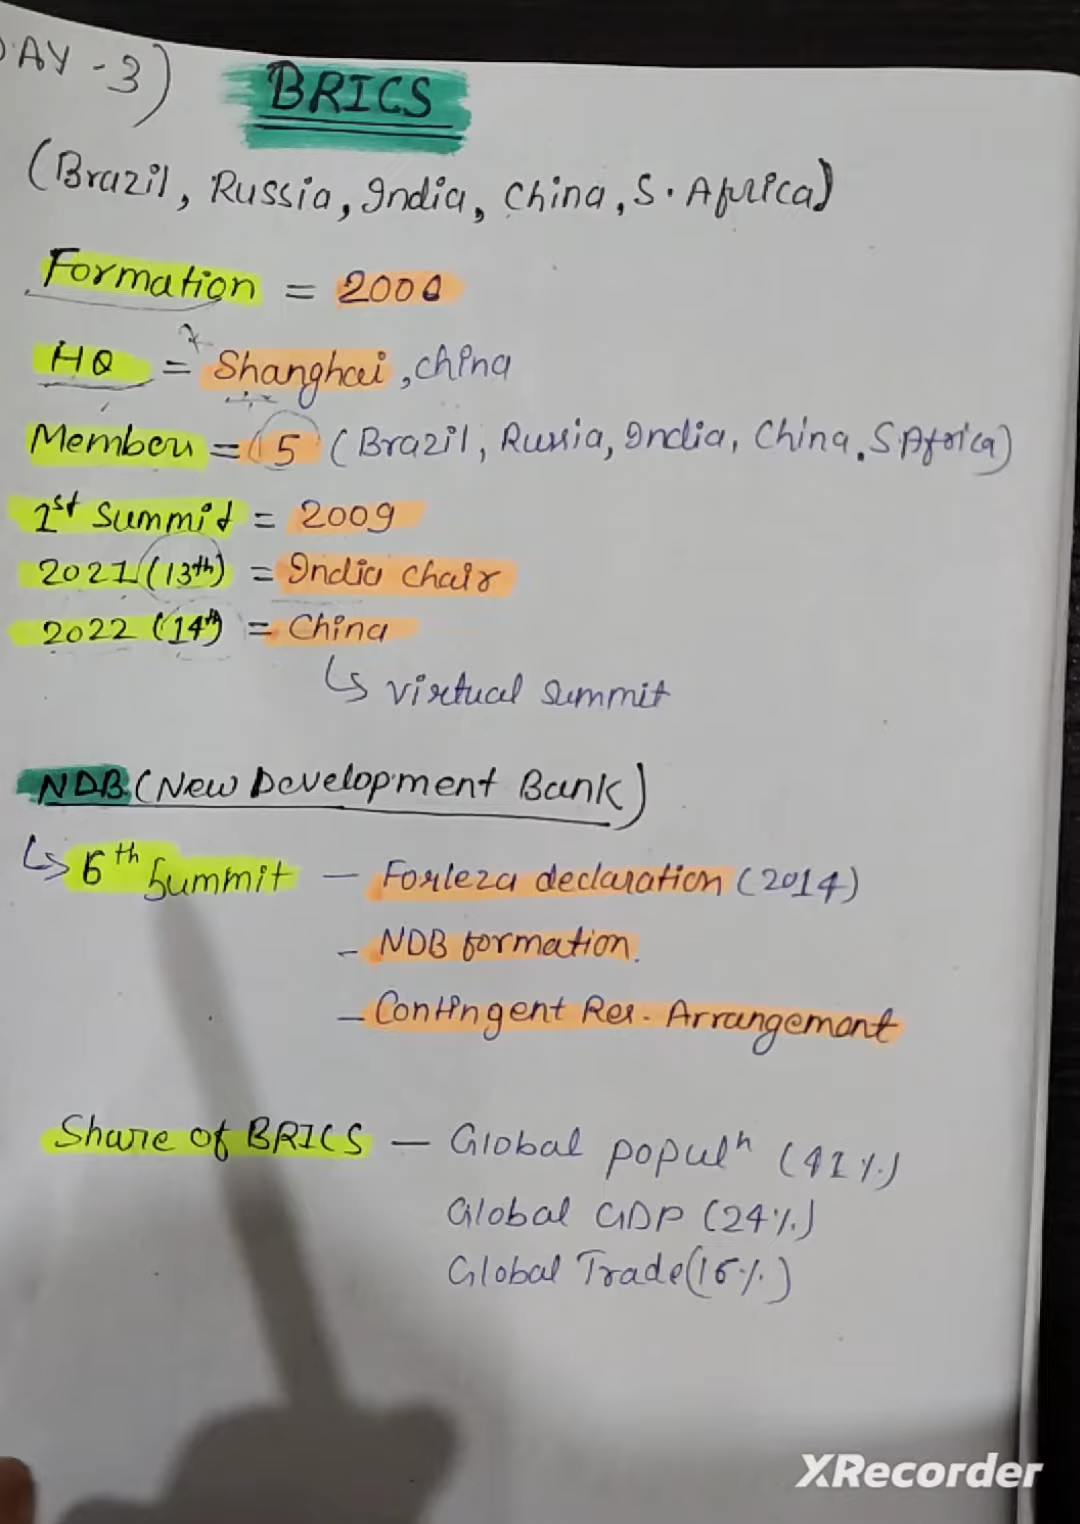 DAY-3)
BRICS
(Brazil, Russia, India, China, S. Africa)
Formation = 2006
HQ = Shanghai, china
Member = 5 (Brazil, Russia, India, China, S.Africa)
1st Summit = 2009
2021 (13th) = India chair
2022 (14th) = China
↳ virtual summit
NDB (New Development Bank)
↳ 6th Summit - Forleza declaration (2014)
- NDB formation.
- Contingent Res. Arrangement
Share of BRICS - Global populn (41%)
Global GDP (24%)
Global Trade (16%)
XRecorder